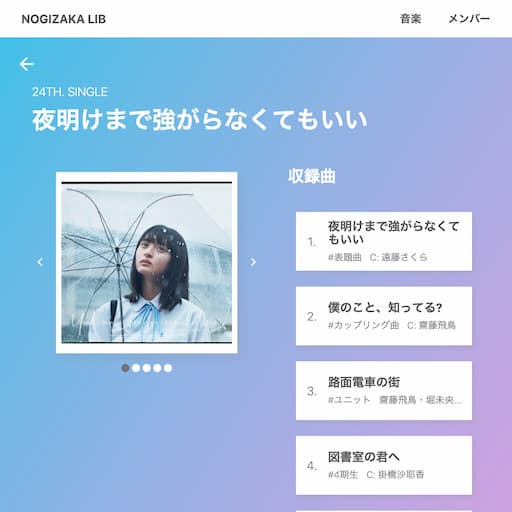 NOGIZAKA LIB
音楽
メンバー
24TH. SINGLE
夜明けまで強がらなくてもいい
収録曲
1.
夜明けまで強がらなくて
もいい
#表題曲 C: 遠藤さくら
2.
僕のこと、知ってる?
#カップリング曲 C: 齋藤飛鳥
3.
路面電車の街
#ユニット 齋藤飛鳥・堀未央...
4.
図書室の君へ
#4期生 C: 掛橋沙耶香